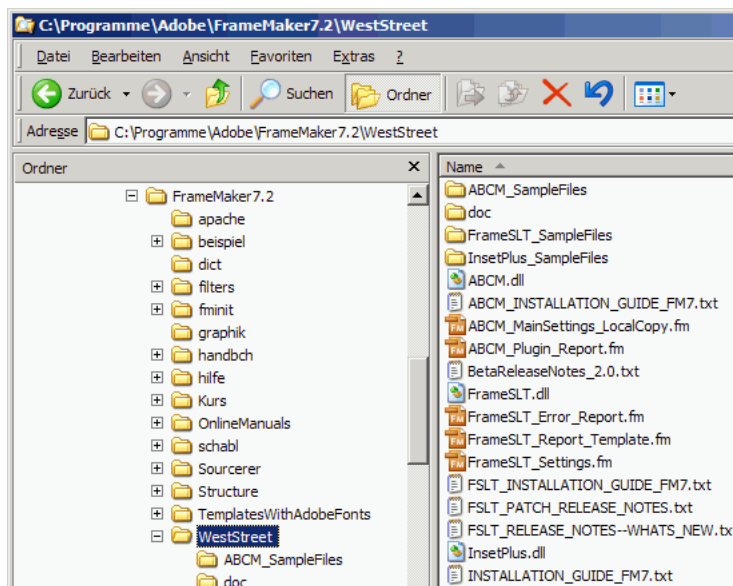 C:\Programme\Adobe\FrameMaker7.2\WestStreet
Datei Bearbeiten Ansicht Favoriten Extras ?
Zurück Suchen Ordner
Adresse C:\Programme\Adobe\FrameMaker7.2\WestStreet
Ordner
FrameMaker7.2
apache
beispiel
dict
filters
fminit
graphik
handbch
hilfe
Kurs
OnlineManuals
schabl
Sourcerer
Structure
TemplatesWithAdobeFonts
WestStreet
ABCM_SampleFiles
doc
Name
ABCM_SampleFiles
doc
FrameSLT_SampleFiles
InsetPlus_SampleFiles
ABCM.dll
ABCM_INSTALLATION_GUIDE_FM7.txt
ABCM_MainSettings_LocalCopy.fm
ABCM_Plugin_Report.fm
BetaReleaseNotes_2.0.txt
FrameSLT.dll
FrameSLT_Error_Report.fm
FrameSLT_Report_Template.fm
FrameSLT_Settings.fm
FSLT_INSTALLATION_GUIDE_FM7.txt
FSLT_PATCH_RELEASE_NOTES.txt
FSLT_RELEASE_NOTES--WHATS_NEW.tx
InsetPlus.dll
INSTALLATION_GUIDE_FM7.txt